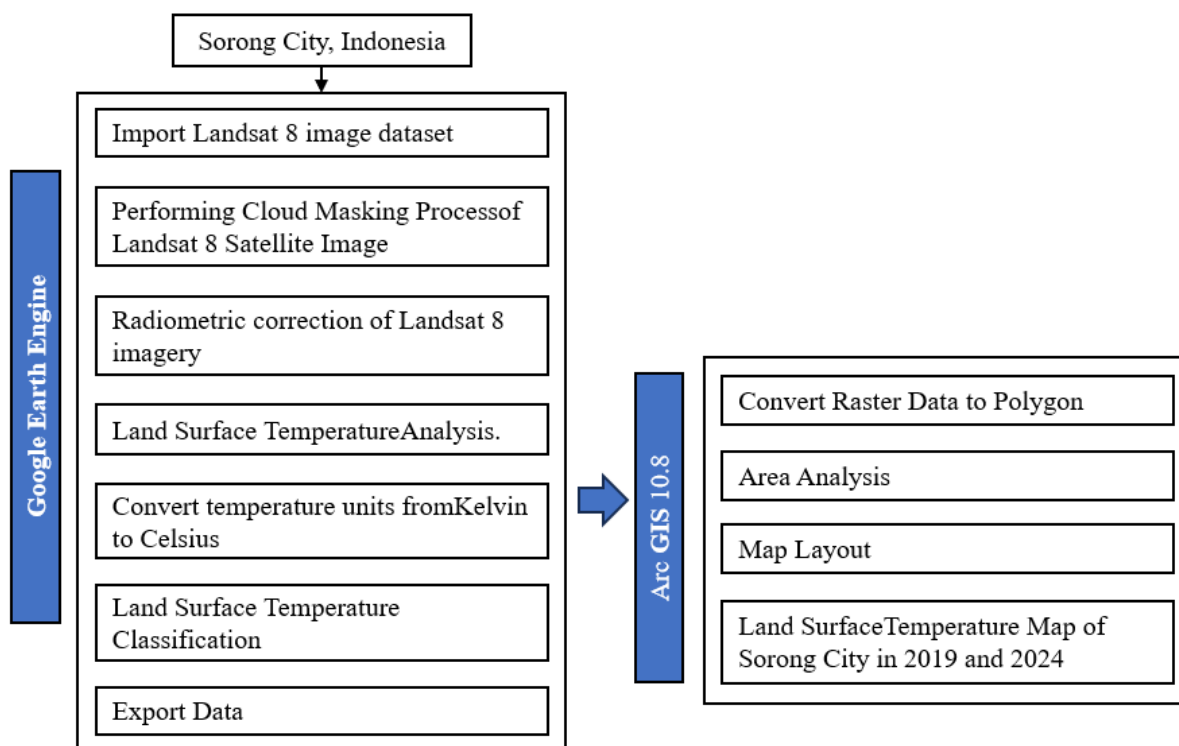 Sorong City, Indonesia
Google Earth Engine
Import Landsat 8 image dataset
Performing Cloud Masking Processof
Landsat 8 Satellite Image
Radiometric correction of Landsat 8
imagery
Land Surface TemperatureAnalysis.
Convert temperature units fromKelvin
to Celsius
Land Surface Temperature
Classification
Export Data
Arc GIS 10.8
Convert Raster Data to Polygon
Area Analysis
Map Layout
Land SurfaceTemperature Map of
Sorong City in 2019 and 2024